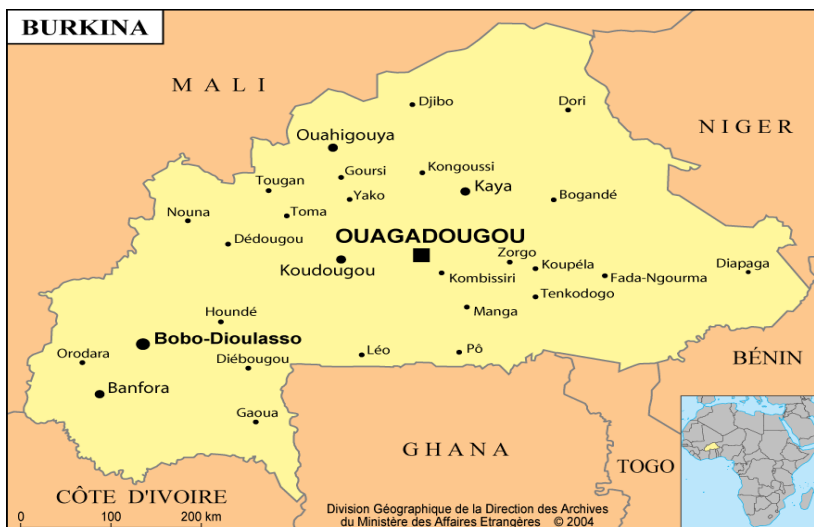 BURKINA
MALI
Djibo
Dori
NIGER
Ouahigouya
Goursi
Kongoussi
Tougan
Kaya
Yako
Bogandé
Nouna
Toma
OUAGADOUGOU
Dédougou
Zorgo
Koupéla
Diapaga
Koudougou
Kombissiri
Fada-Ngourma
Tenkodogo
Houndé
Manga
Bobo-Dioulasso
Orodara
Diébougou
Léo
Pô
BÉNIN
Banfora
Gaoua
GHANA
TOGO
CÔTE D'IVOIRE
0 100 200 km
Division Géographique de la Direction des Archives
du Ministère des Affaires Etrangères © 2004